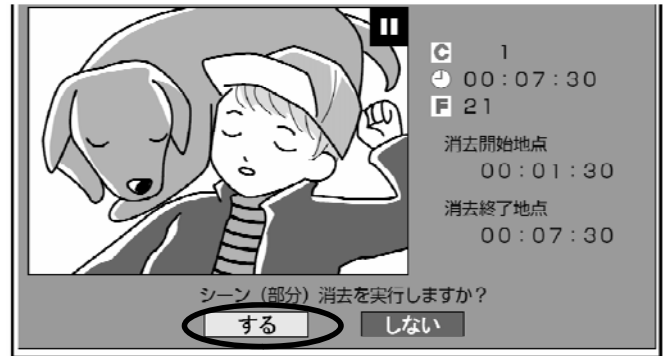 C 1
00:07:30
F 21
消去開始地点
00:01:30
消去終了地点
00:07:30
シーン（部分）消去を実行しますか？
する しない